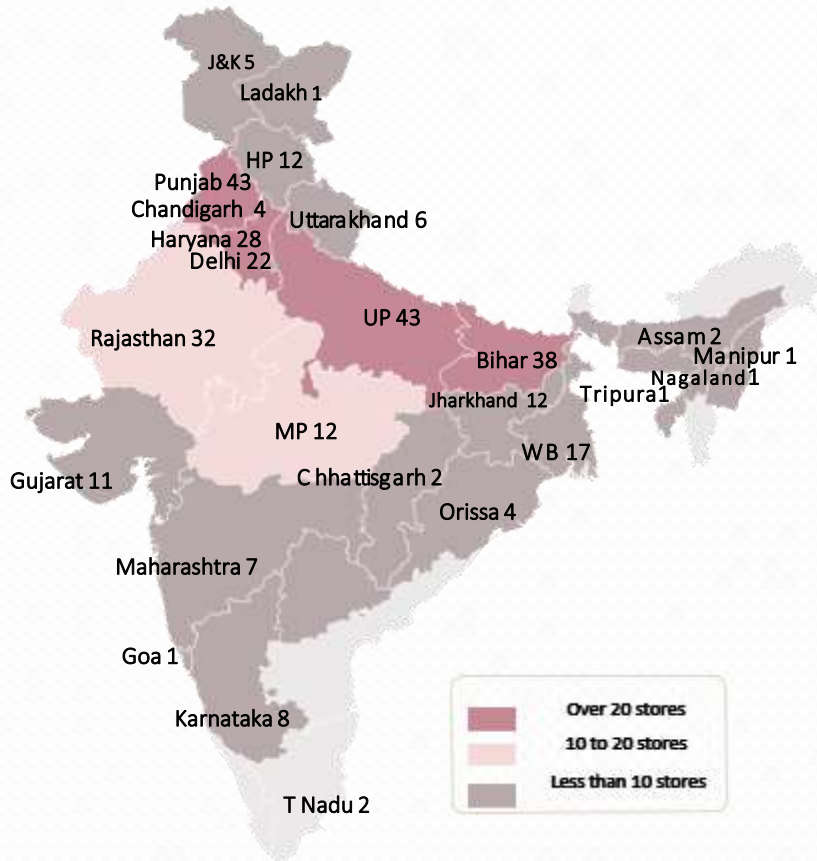 J&K 5
Ladakh 1
HP 12
Punjab 43
Chandigarh 4
Uttarakhand 6
Haryana 28
Delhi 22
UP 43
Rajasthan 32
Assam 2
Bihar 38
Manipur 1
Nagaland1
Tripura1
Jharkhand 12
MP 12
WB 17
Chhattisgarh 2
Gujarat 11
Orissa 4
Maharashtra 7
Goa 1
Karnataka 8
T Nadu 2
Over 20 stores
10 to 20 stores
Less than 10 stores